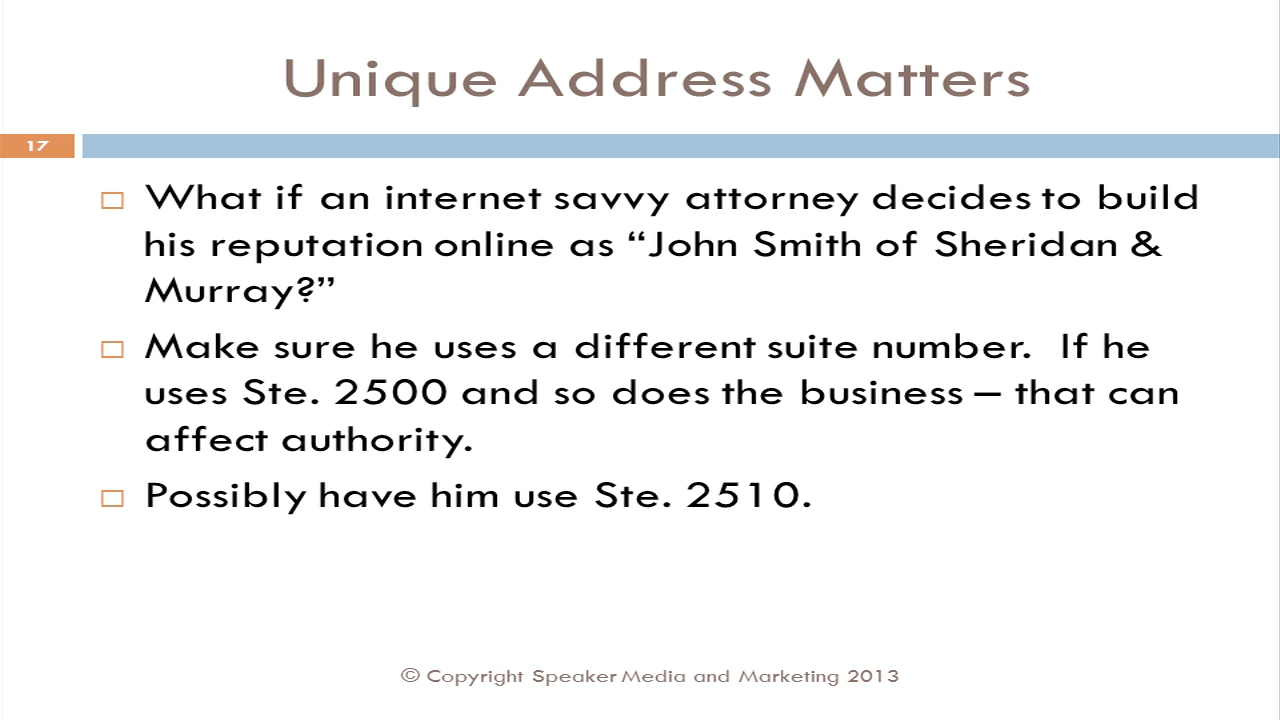 Unique Address Matters
17
What if an internet savvy attorney decides to build
his reputation online as “John Smith of Sheridan &
Murray?”
Make sure he uses a different suite number.  If he
uses Ste. 2500 and so does the business – that can
affect authority.
Possibly have him use Ste. 2510.
© Copyright Speaker Media and Marketing 2013